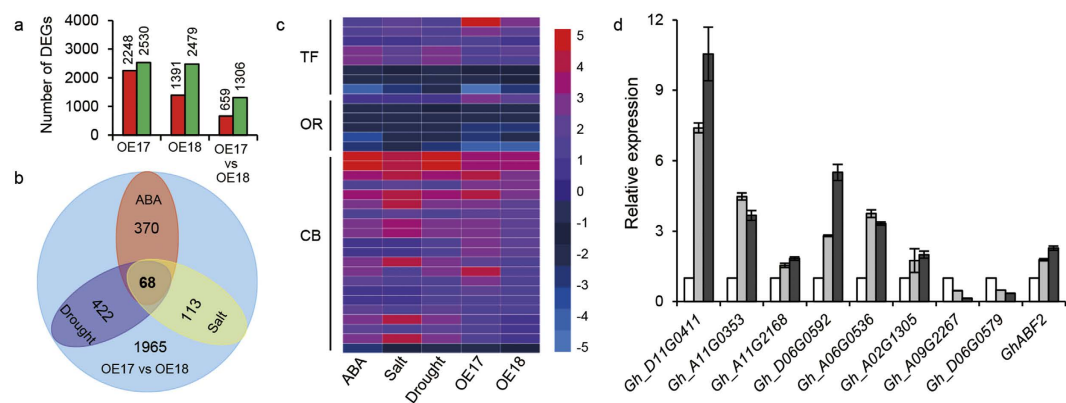 a
Number of DEGs
4000
3000
2000
1000
0
2248
2530
1391
2479
659
1306
OE17
OE18
OE17
vs
OE18
b
ABA
370
68
422
Drought
113
Salt
1965
OE17 vs OE18
c
TF
OR
CB
ABA
Salt
Drought
OE17
OE18
5
4
3
2
1
0
-1
-2
-3
-4
-5
d
Relative expression
12
9
6
3
0
Gh_D11G0411
Gh_A11G0353
Gh_A11G2168
Gh_D06G0592
Gh_A06G0536
Gh_A02G1305
Gh_A09G2267
Gh_D06G0579
GhABF2